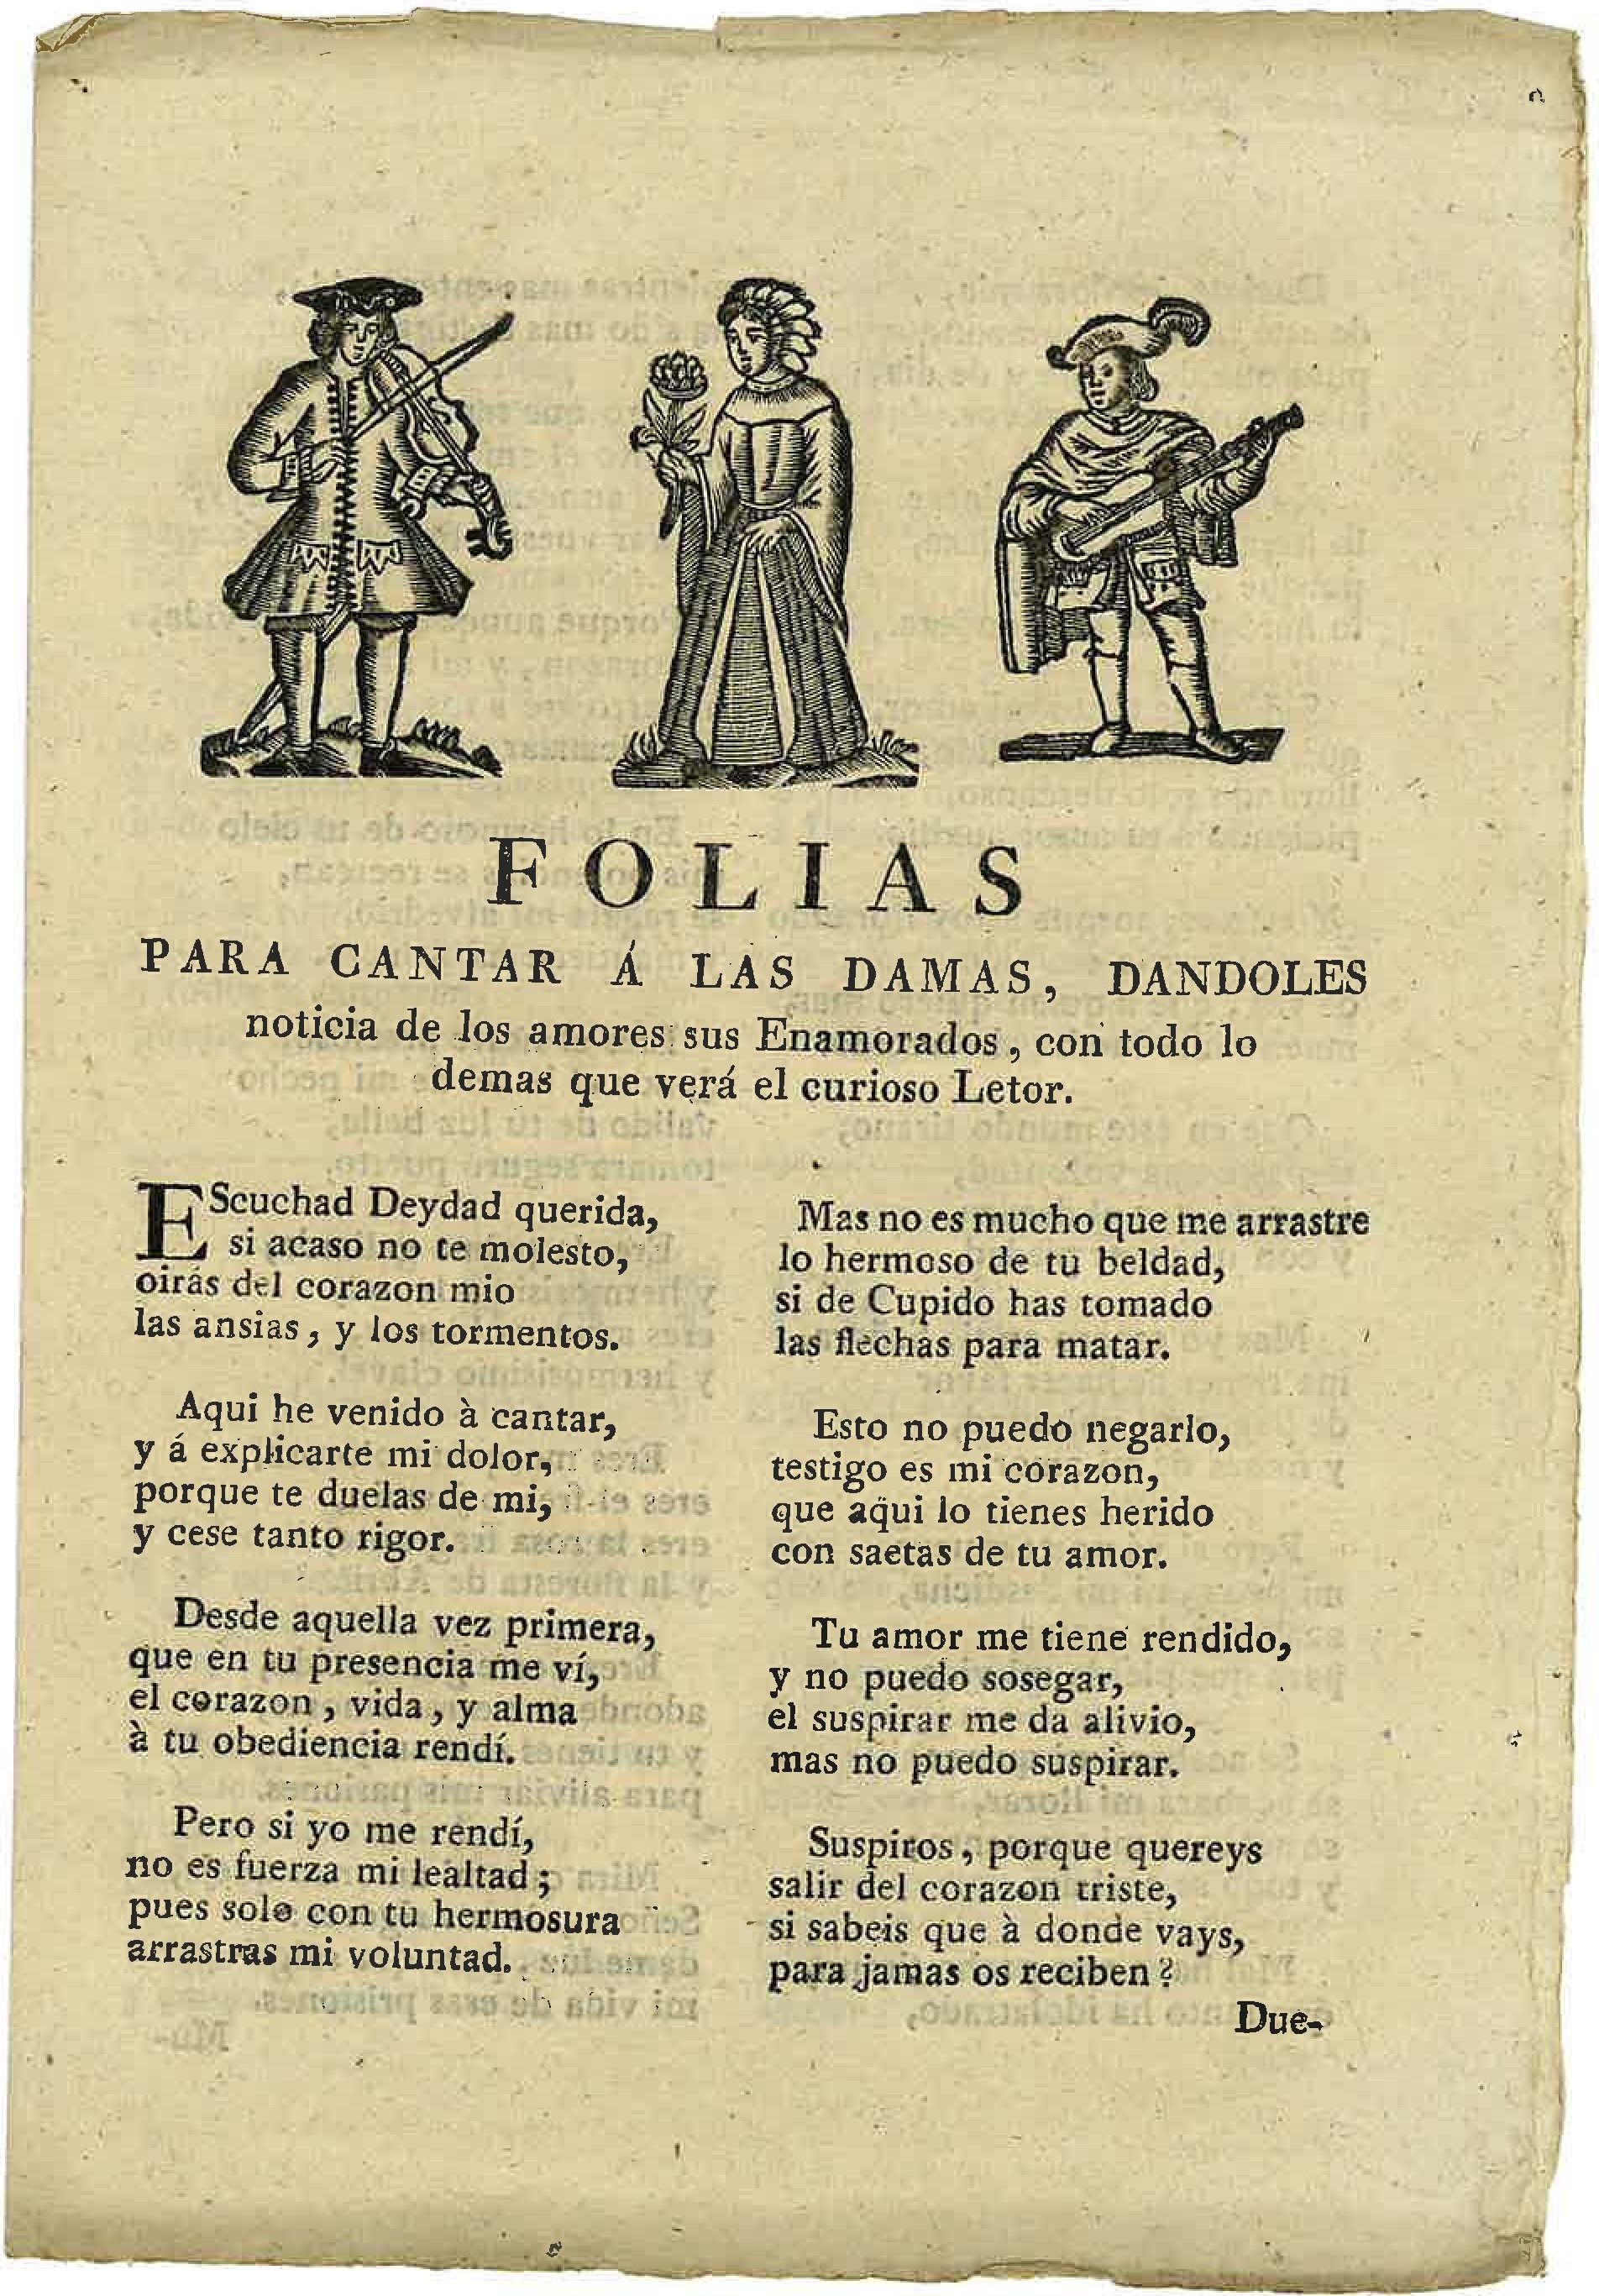 FOLIAS
PARA CANTAR Á LAS DAMAS, DANDOLES
noticia de los amores sus Enamorados, con todo lo
demas que verá el curioso Letor.
EScuchad Deydad querida,
si acaso no te molesto,
oirás del corazon mio
las ansias, y los tormentos.
Aqui he venido à cantar,
y á explicarte mi dolor,
porque te duelas de mi,
y cese tanto rigor.
Desde aquella vez primera,
que en tu presencia me ví,
el corazon, vida, y alma
à tu obediencia rendí.
Pero si yo me rendí,
no es fuerza mi lealtad;
pues solo con tu hermosura
arrastras mi voluntad.
Mas no es mucho que me arrastre
lo hermoso de tu beldad,
si de Cupido has tomado
las flechas para matar.
Esto no puedo negarlo,
testigo es mi corazon,
que aqui lo tienes herido
con saetas de tu amor.
Tu amor me tiene rendido,
y no puedo sosegar,
el suspirar me da alivio,
mas no puedo suspirar.
Suspiros, porque quereys
salir del corazon triste,
si sabeis que à donde vays,
para jamas os reciben?
Due-